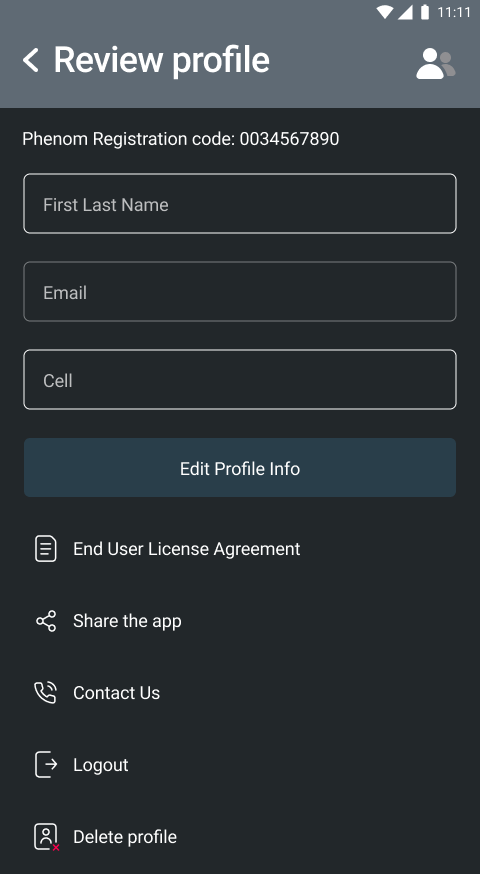 11:11
Review profile
Phenom Registration code: 0034567890
First Last Name
Email
Cell
Edit Profile Info
End User License Agreement
Share the app
Contact Us
Logout
Delete profile